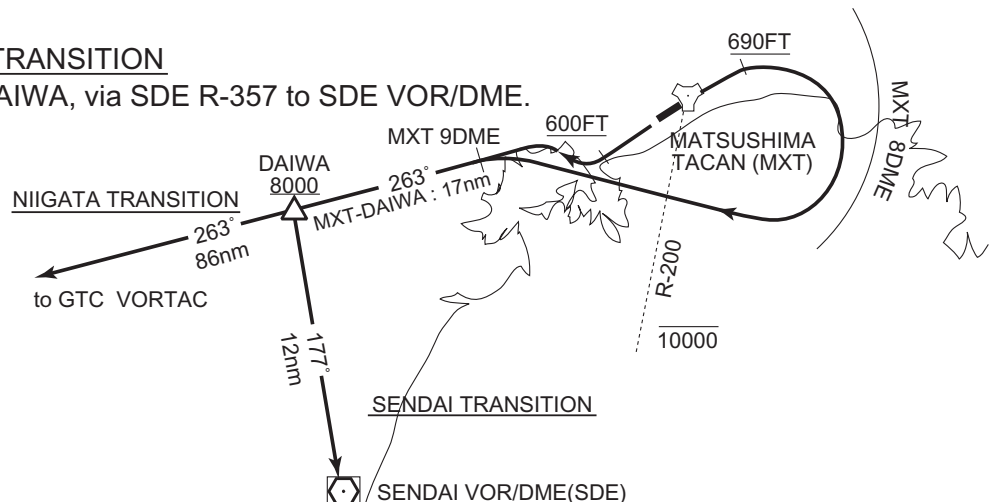 TRANSITION
AIWA, via SDE R-357 to SDE VOR/DME.
690FT
600FT
MXT 9DME
MXT 8DME
MATSUSHIMA
TACAN (MXT)
DAIWA
8000
263°
MXT-DAIWA : 17nm
NIIGATA TRANSITION
263°
86nm
to GTC VORTAC
R-200
10000
177°
12nm
SENDAI TRANSITION
SENDAI VOR/DME(SDE)